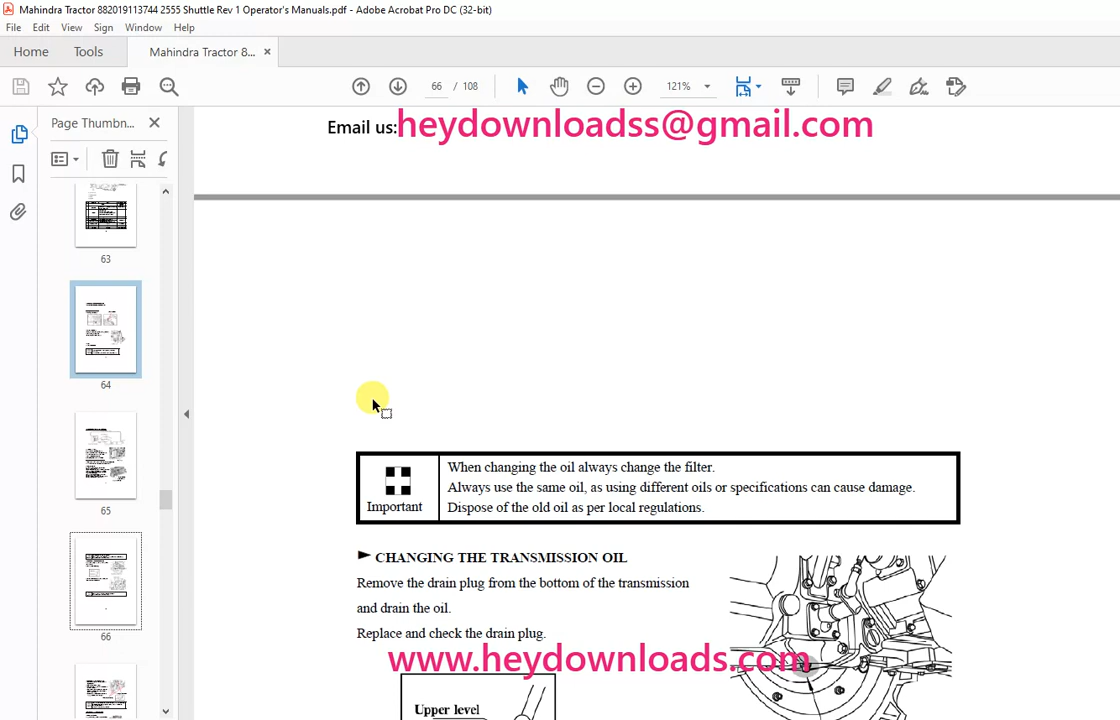 Mahindra Tractor 882019113744 2555 Shuttle Rev 1 Operator's Manuals.pdf - Adobe Acrobat Pro DC (32-bit)
File Edit View Sign Window Help
Home Tools Mahindra Tractor 8... ×
66 / 108 121%
Page Thumbn...
63
64
65
66
Email us:heydownloadss@gmail.com
When changing the oil always change the filter.
Always use the same oil, as using different oils or specifications can cause damage.
Important
Dispose of the old oil as per local regulations.
► CHANGING THE TRANSMISSION OIL
Remove the drain plug from the bottom of the transmission
and drain the oil.
Replace and check the drain plug.
www.heydownloads.com
Upper level